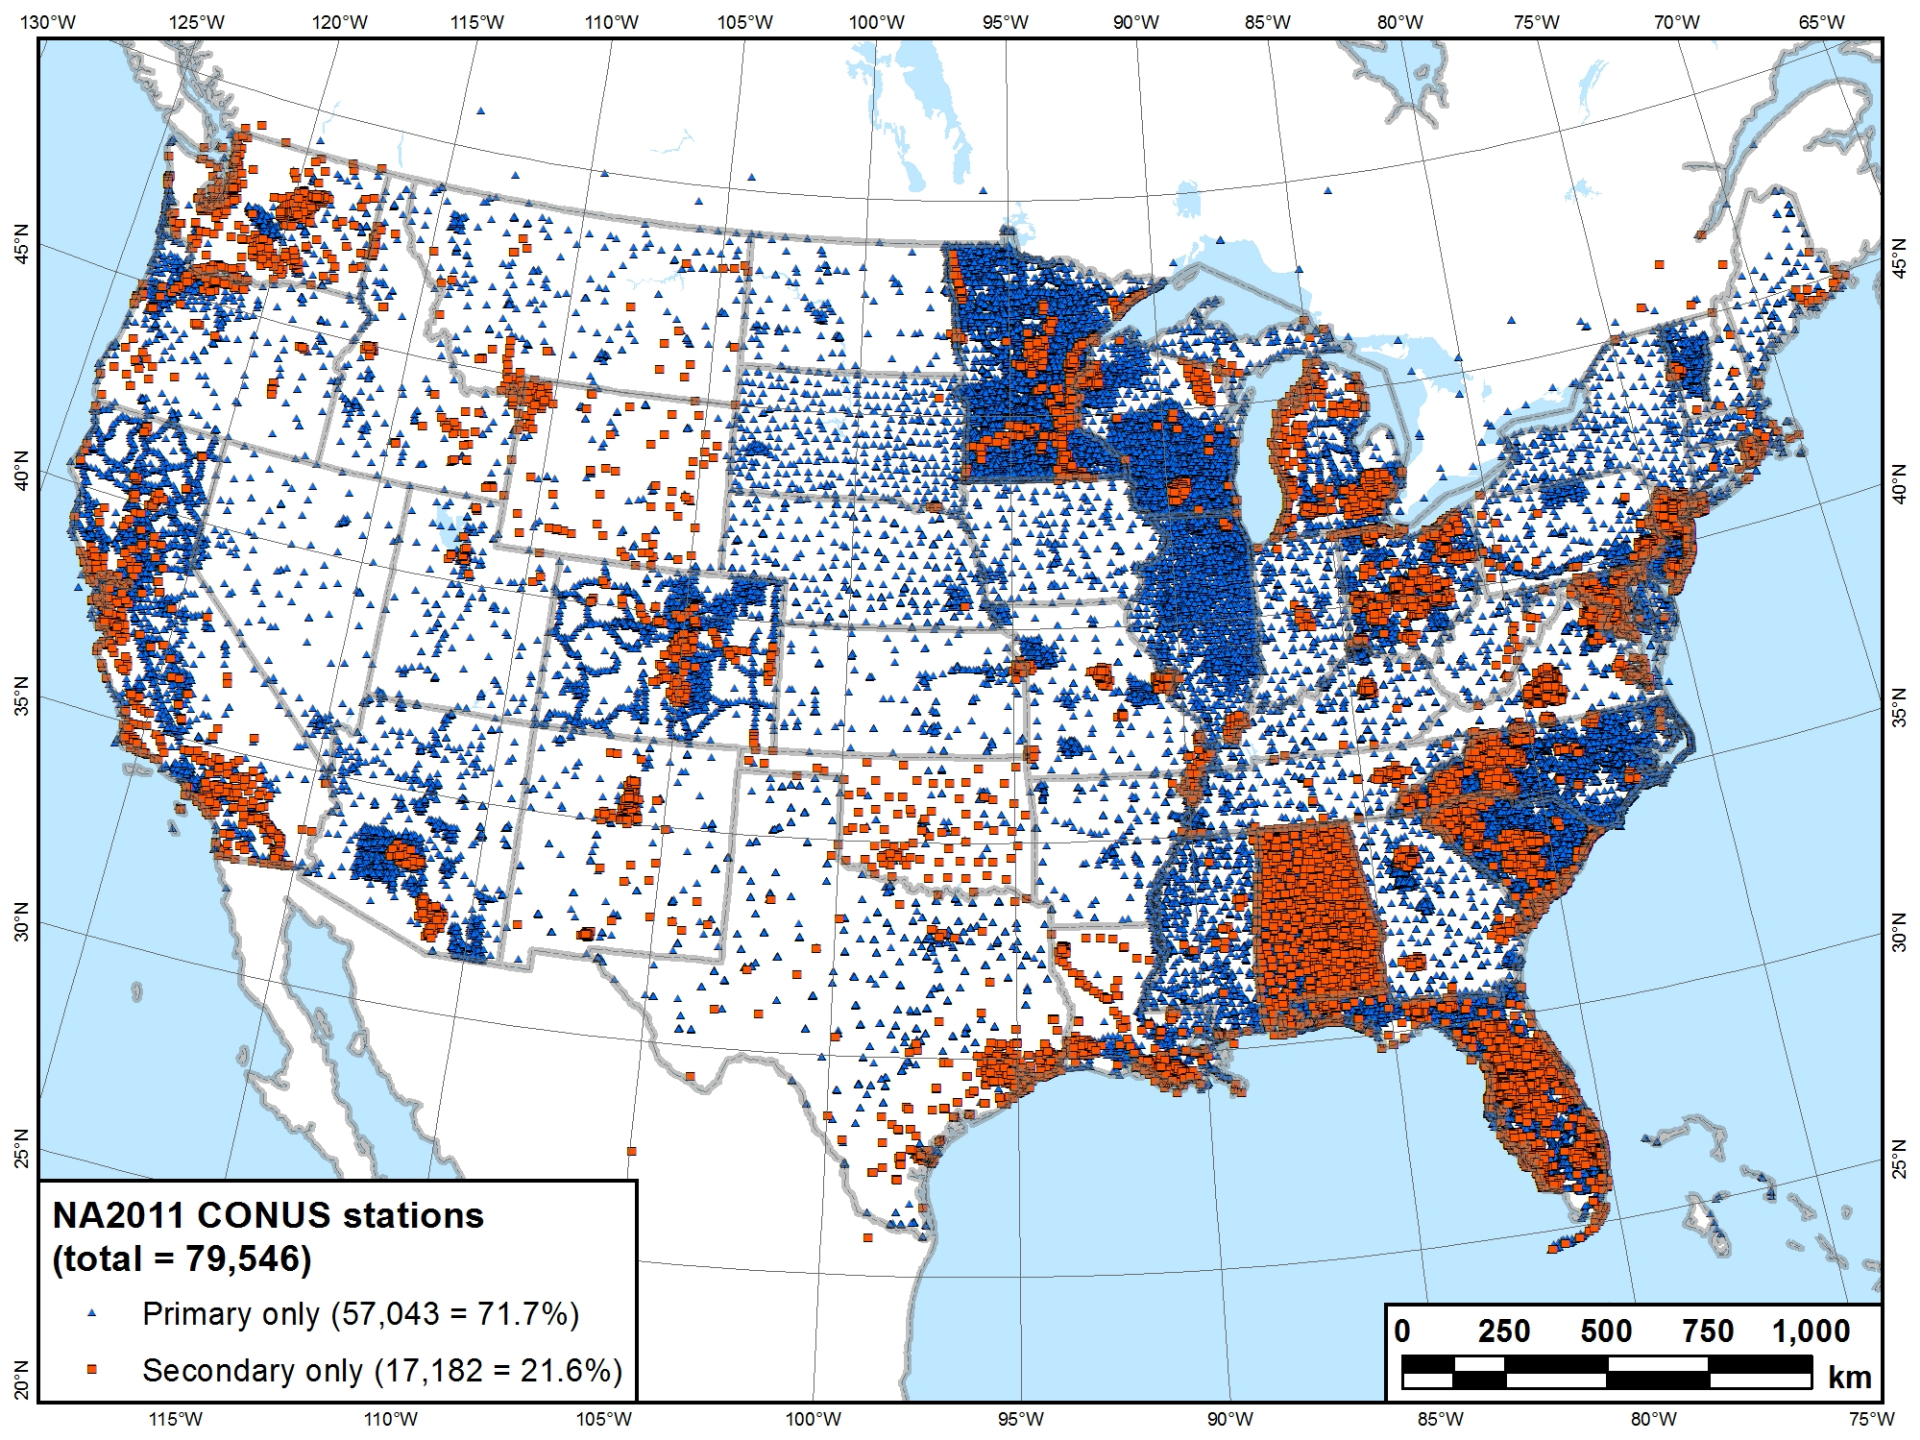 130°W 125°W 120°W 115°W 110°W 105°W 100°W 95°W 90°W 85°W 80°W 75°W 70°W 65°W
45°N 45°N
40°N 40°N
35°N 35°N
30°N 30°N
25°N 25°N
20°N
NA2011 CONUS stations
(total = 79,546)
Primary only (57,043 = 71.7%)
Secondary only (17,182 = 21.6%)
0 250 500 750 1,000
km
115°W 110°W 105°W 100°W 95°W 90°W 85°W 80°W 75°W